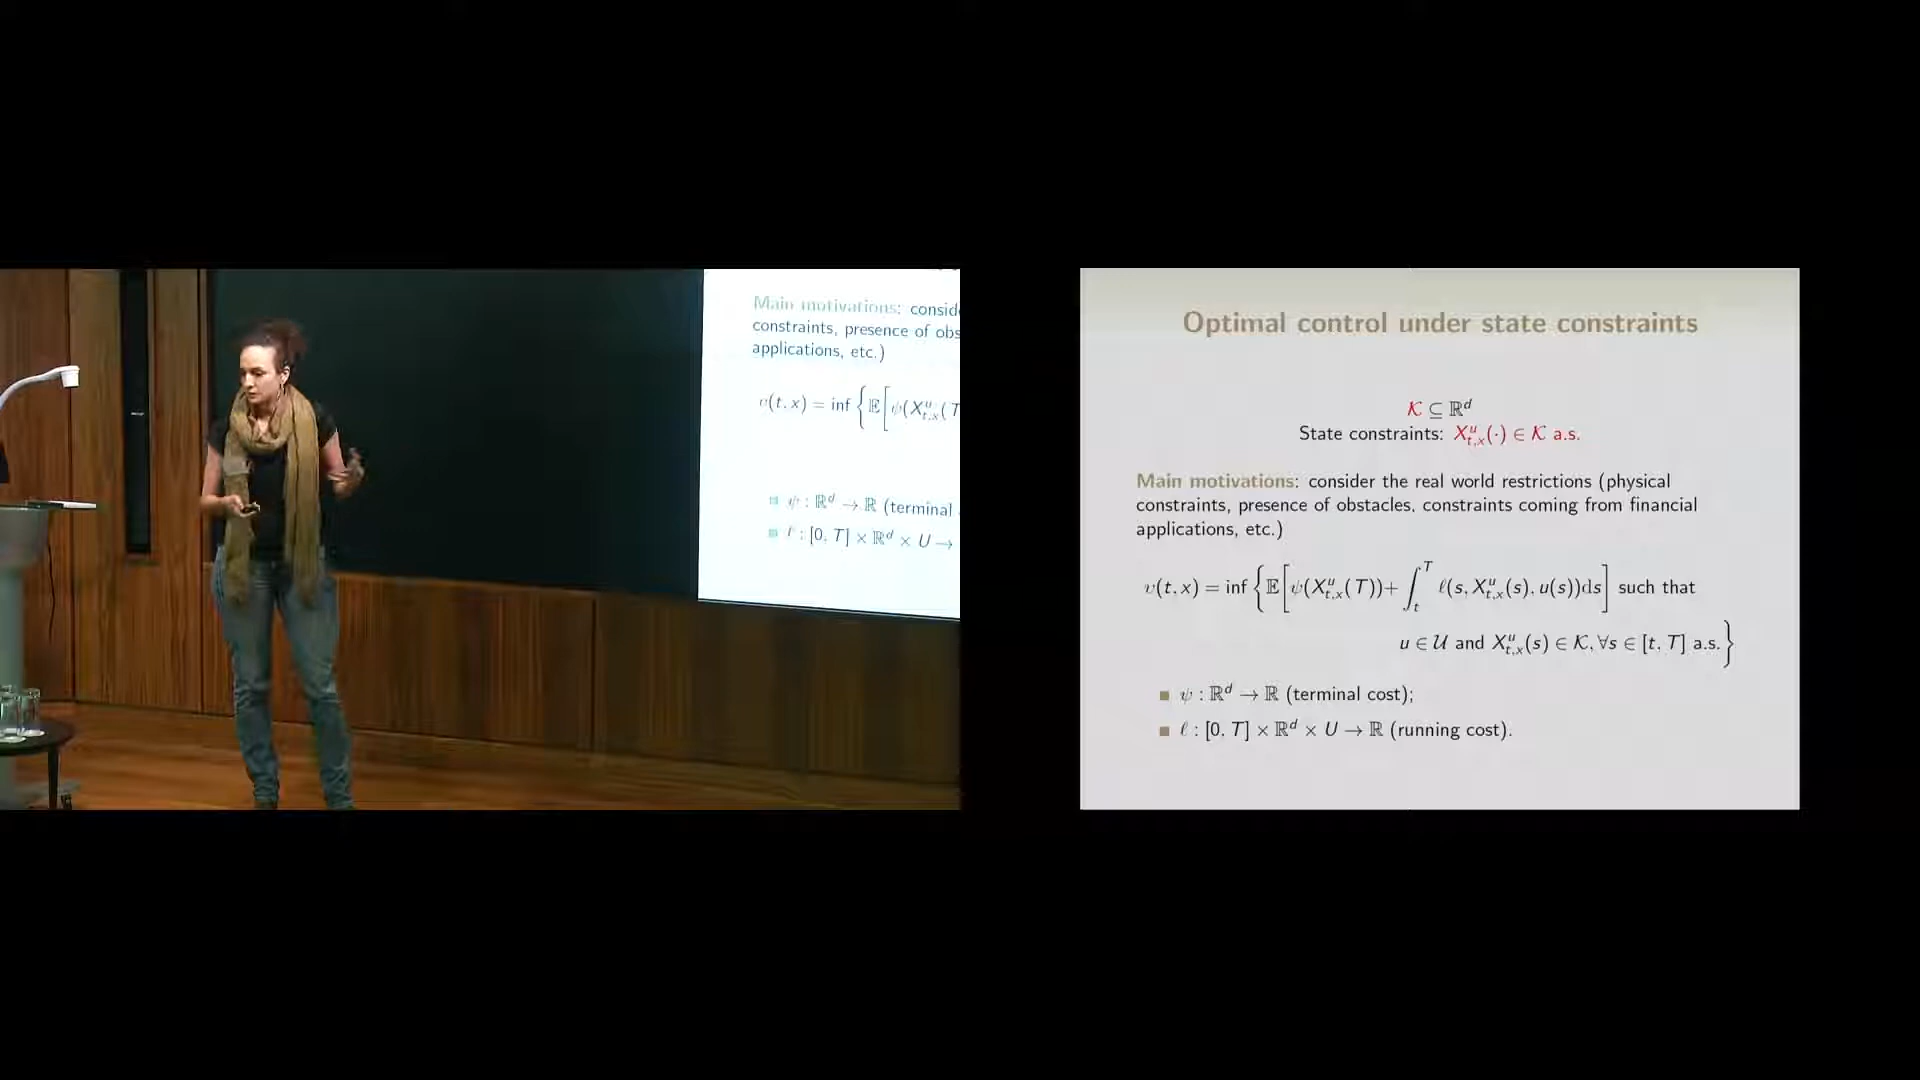 Main motivations: consid
constraints, presence of obs
applications, etc.)
v(t, x) = inf {𝔼[ψ(X^u_{t,x}(T
ψ : ℝ^d → ℝ (terminal
ℓ : [0, T] × ℝ^d × U →
Optimal control under state constraints
𝒦 ⊆ ℝ^d
State constraints: X^u_{t,x}(·) ∈ 𝒦 a.s.
Main motivations: consider the real world restrictions (physical
constraints, presence of obstacles, constraints coming from financial
applications, etc.)
v(t, x) = inf {𝔼[ψ(X^u_{t,x}(T)) + ∫_t^T ℓ(s, X^u_{t,x}(s), u(s))ds] such that
u ∈ 𝒰 and X^u_{t,x}(s) ∈ 𝒦, ∀s ∈ [t, T] a.s.}
ψ : ℝ^d → ℝ (terminal cost);
ℓ : [0, T] × ℝ^d × U → ℝ (running cost).